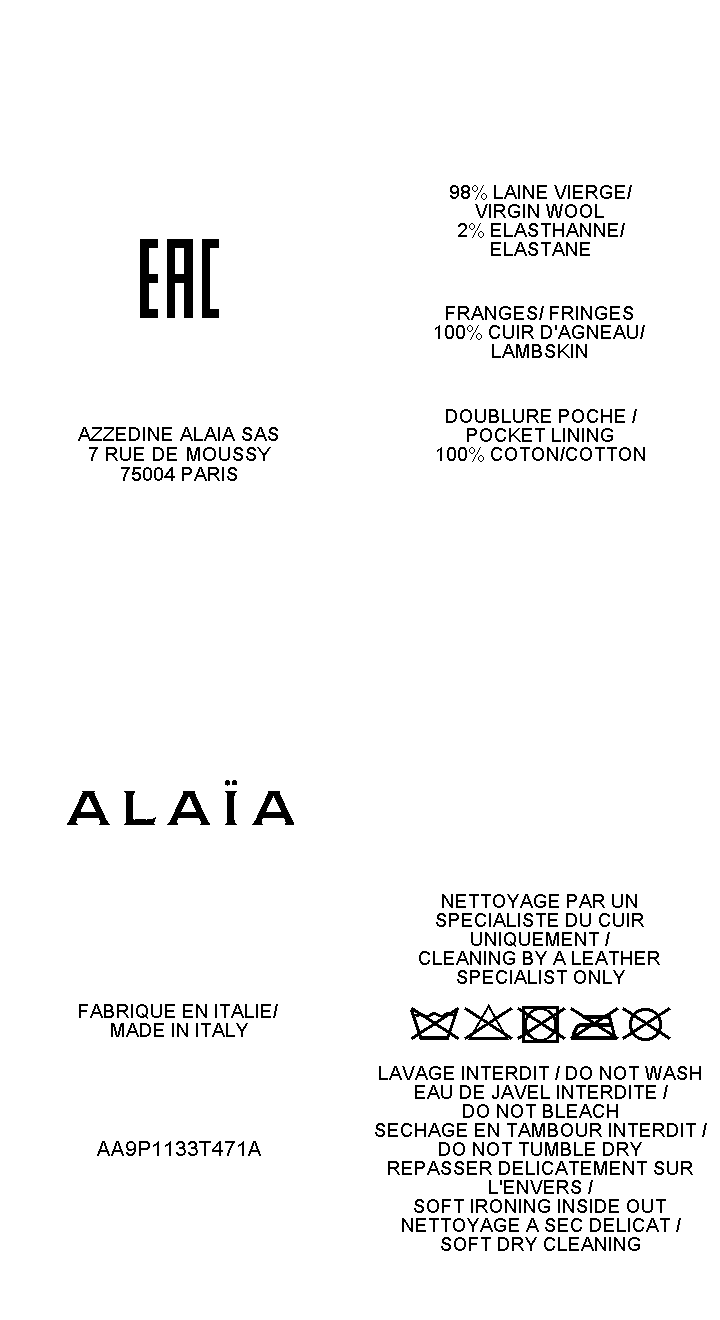 EAC
AZZEDINE ALAIA SAS
7 RUE DE MOUSSY
75004 PARIS
98% LAINE VIERGE/
VIRGIN WOOL
2% ELASTHANNE/
ELASTANE
FRANGES/ FRINGES
100% CUIR D'AGNEAU/
LAMBSKIN
DOUBLURE POCHE /
POCKET LINING
100% COTON/COTTON
ALAÏA
FABRIQUE EN ITALIE/
MADE IN ITALY
AA9P1133T471A
NETTOYAGE PAR UN
SPECIALISTE DU CUIR
UNIQUEMENT /
CLEANING BY A LEATHER
SPECIALIST ONLY
LAVAGE INTERDIT / DO NOT WASH
EAU DE JAVEL INTERDITE /
DO NOT BLEACH
SECHAGE EN TAMBOUR INTERDIT /
DO NOT TUMBLE DRY
REPASSER DELICATEMENT SUR
L'ENVERS /
SOFT IRONING INSIDE OUT
NETTOYAGE A SEC DELICAT /
SOFT DRY CLEANING